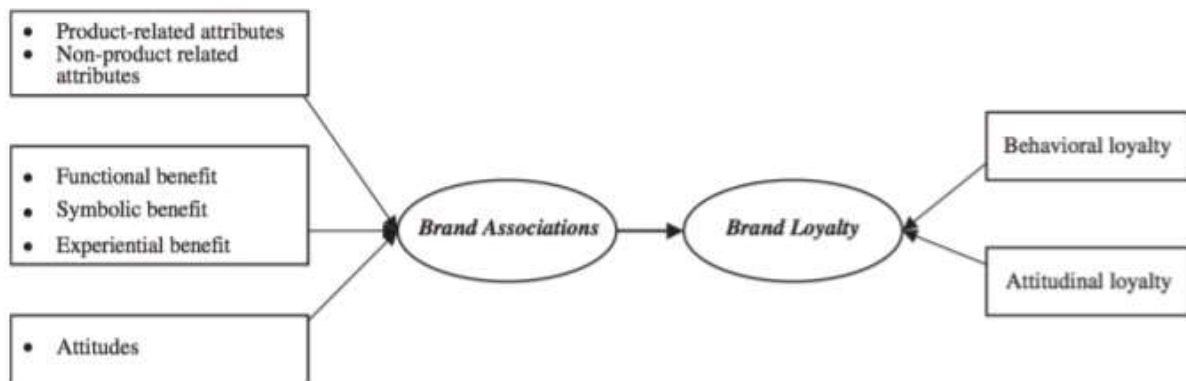 • Product-related attributes
• Non-product related
attributes
• Functional benefit
• Symbolic benefit
• Experiential benefit
• Attitudes
Brand Associations
Brand Loyalty
Behavioral loyalty
Attitudinal loyalty